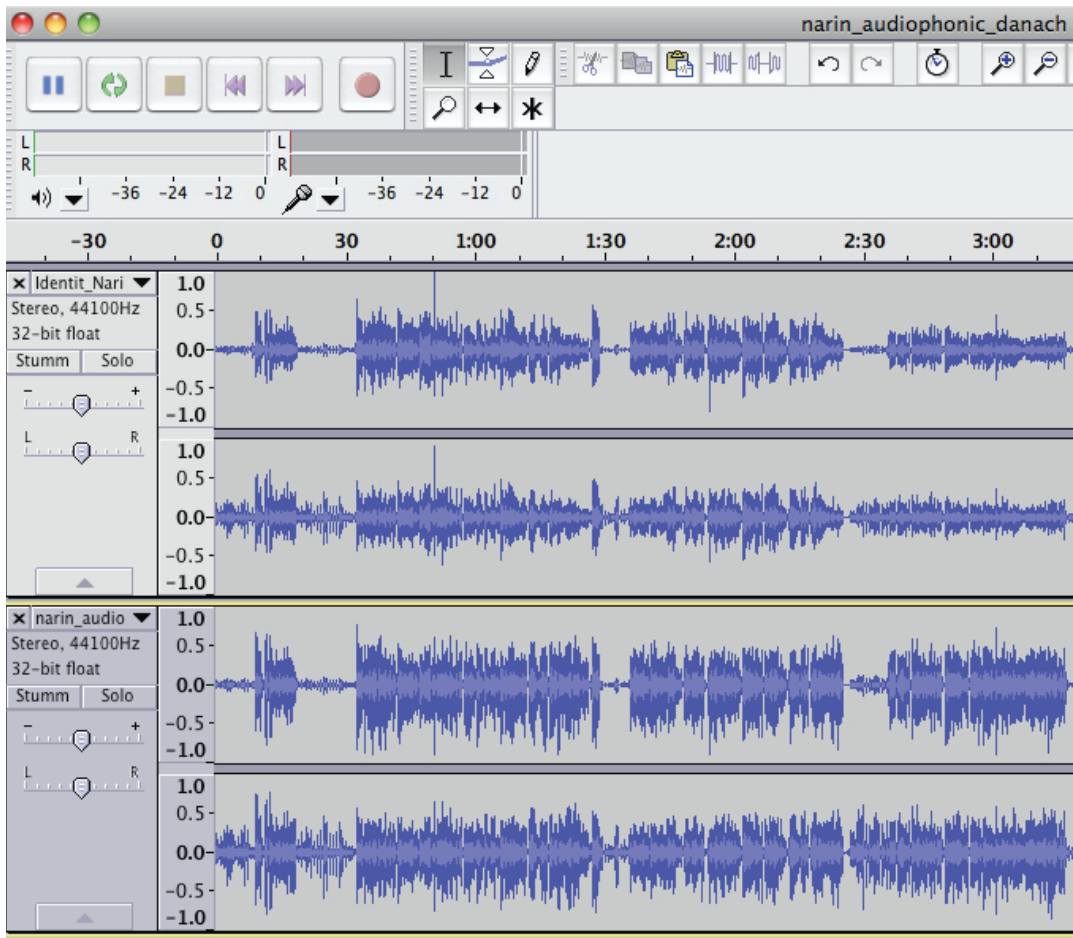 narin_audiophonic_danach
L
R
-36 -24 -12 0
L
R
-36 -24 -12 0
-30 0 30 1:00 1:30 2:00 2:30 3:00
Identit_Nari
Stereo, 44100Hz
32-bit float
Stumm Solo
- +
L R
1.0
0.5
0.0
-0.5
-1.0
1.0
0.5
0.0
-0.5
-1.0
narin_audio
Stereo, 44100Hz
32-bit float
Stumm Solo
- +
L R
1.0
0.5
0.0
-0.5
-1.0
1.0
0.5
0.0
-0.5
-1.0